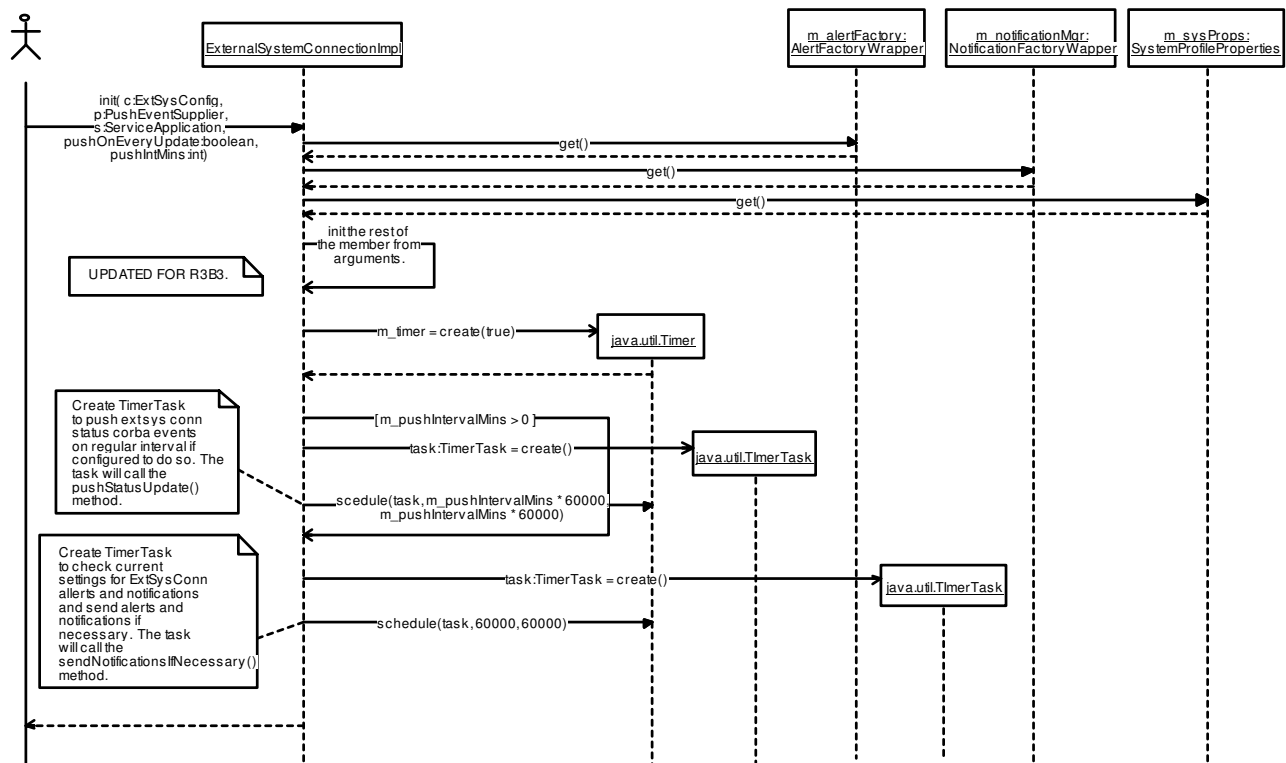 ExternalSystemConnectionImpl
m_alertFactory:
AlertFactoryWrapper
m_notificationMgr:
NotificationFactoryWapper
m_sysProps:
SystemProfileProperties
init( c:ExtSysConfig,
p:PushEventSupplier,
s:ServiceApplication,
pushOnEveryUpdate:boolean,
pushIntMins:int)
get()
get()
get()
init the rest of
the member from
arguments.
UPDATED FOR R3B3.
m_timer = create(true)
java.util.Timer
Create TimerTask
to push ext sys conn
status corba events
on regular interval if
configured to do so. The
task will call the
pushStatusUpdate()
method.
[m_pushIntervalMins > 0 ]
task:TimerTask = create()
java.util.TImerTask
scedule(task, m_pushIntervalMins * 60000,
m_pushIntervalMins * 60000)
Create TimerTask
to check current
settings for ExtSysConn
allerts and notifications
and send alerts and
notifications if
necessary. The task
will call the
sendNotificationsIfNecessary()
method.
task:TimerTask = create()
java.util.TImerTask
schedule(task, 60000, 60000)